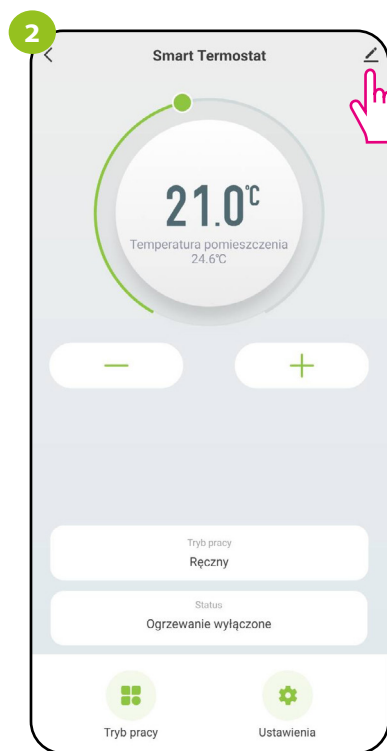 2
Smart Termostat
21.0°C
Temperatura pomieszczenia
24.6°C
Tryb pracy
Ręczny
Status
Ogrzewanie wyłączone
Tryb pracy
Ustawienia